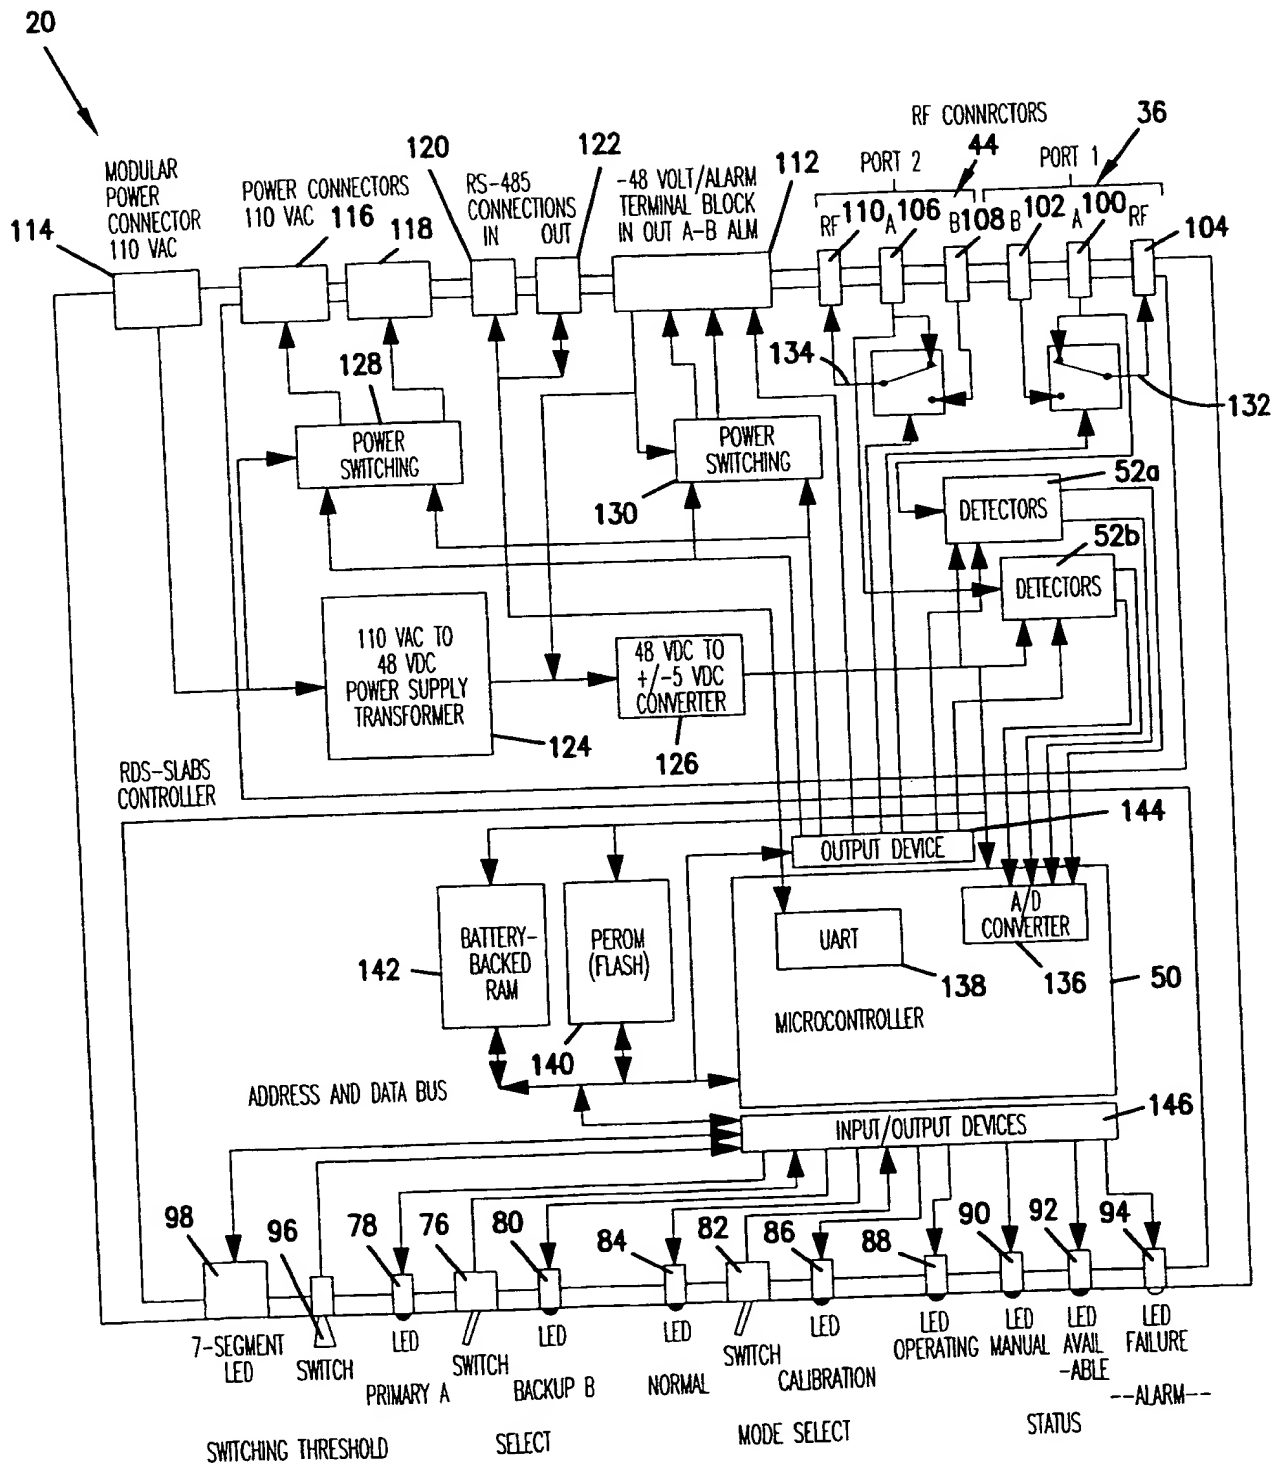 20
RF CONNRCTORS
44
36
PORT 2
PORT 1
MODULAR
POWER
CONNECTOR
110 VAC
114
POWER CONNECTORS
110 VAC
116
118
120
RS-485
CONNECTIONS
IN OUT
122
-48 VOLT/ALARM
TERMINAL BLOCK
IN OUT A-B ALM
112
RF 110 A 106 B 108 B 102 A 100 RF 104
128
POWER
SWITCHING
POWER
SWITCHING
130
134
132
52a
DETECTORS
52b
DETECTORS
110 VAC TO
48 VDC
POWER SUPPLY
TRANSFORMER
124
48 VDC TO
+/-5 VDC
CONVERTER
126
RDS-SLABS
CONTROLLER
144
OUTPUT DEVICE
BATTERY-
BACKED
RAM
142
PEROM
(FLASH)
140
UART
138
A/D
CONVERTER
136
50
MICROCONTROLLER
ADDRESS AND DATA BUS
146
INPUT/OUTPUT DEVICES
98 96 78 76 80 84 82 86 88 90 92 94
7-SEGMENT
LED
SWITCH
LED
SWITCH
LED
LED
SWITCH
LED
LED
LED
LED
LED
PRIMARY A
BACKUP B
NORMAL
CALIBRATION
OPERATING
MANUAL
AVAIL
-ABLE
FAILURE
--ALARM--
SWITCHING THRESHOLD
SELECT
MODE SELECT
STATUS